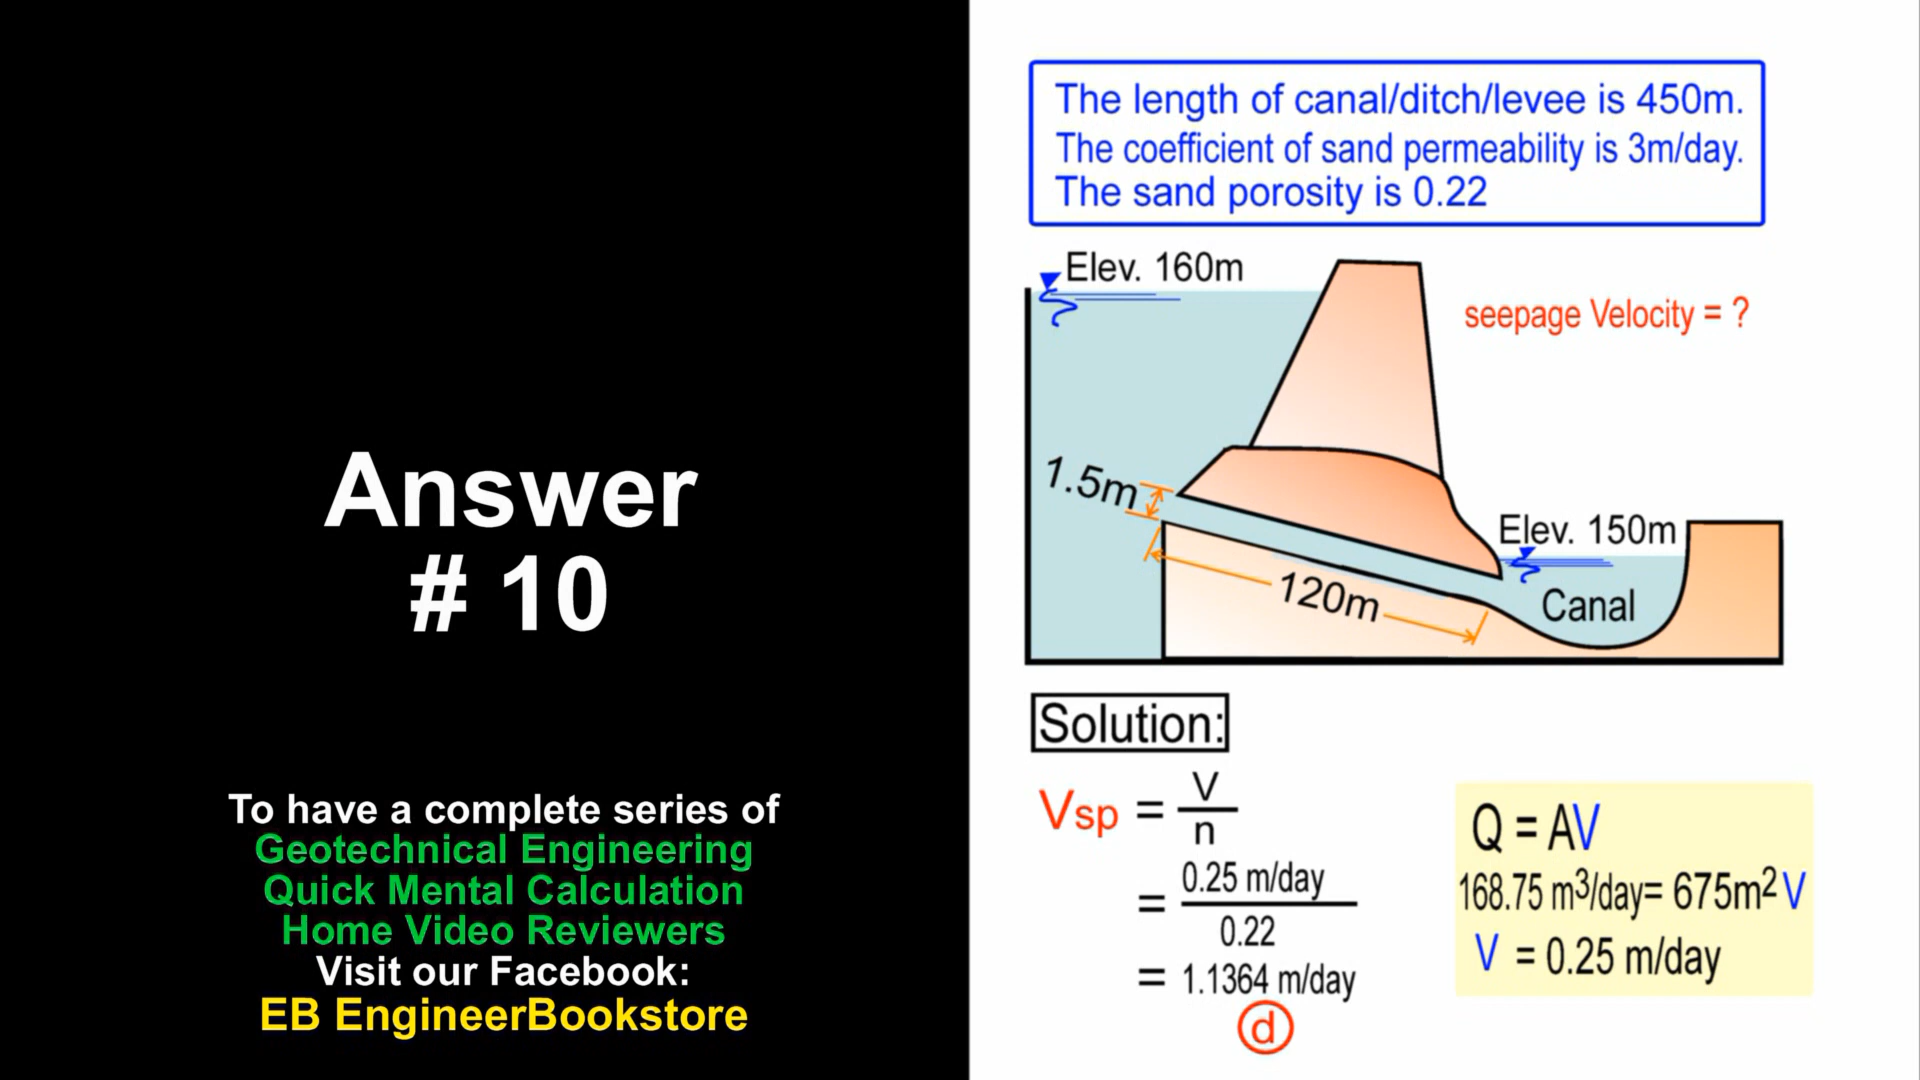 Answer
# 10
To have a complete series of
Geotechnical Engineering
Quick Mental Calculation
Home Video Reviewers
Visit our Facebook:
EB EngineerBookstore
The length of canal/ditch/levee is 450m.
The coefficient of sand permeability is 3m/day.
The sand porosity is 0.22
Elev. 160m
seepage Velocity = ?
1.5m
Elev. 150m
120m
Canal
Solution:
Vsp = V
n
= 0.25 m/day
0.22
= 1.1364 m/day
d
Q = AV
168.75 m3/day= 675m2 V
V = 0.25 m/day